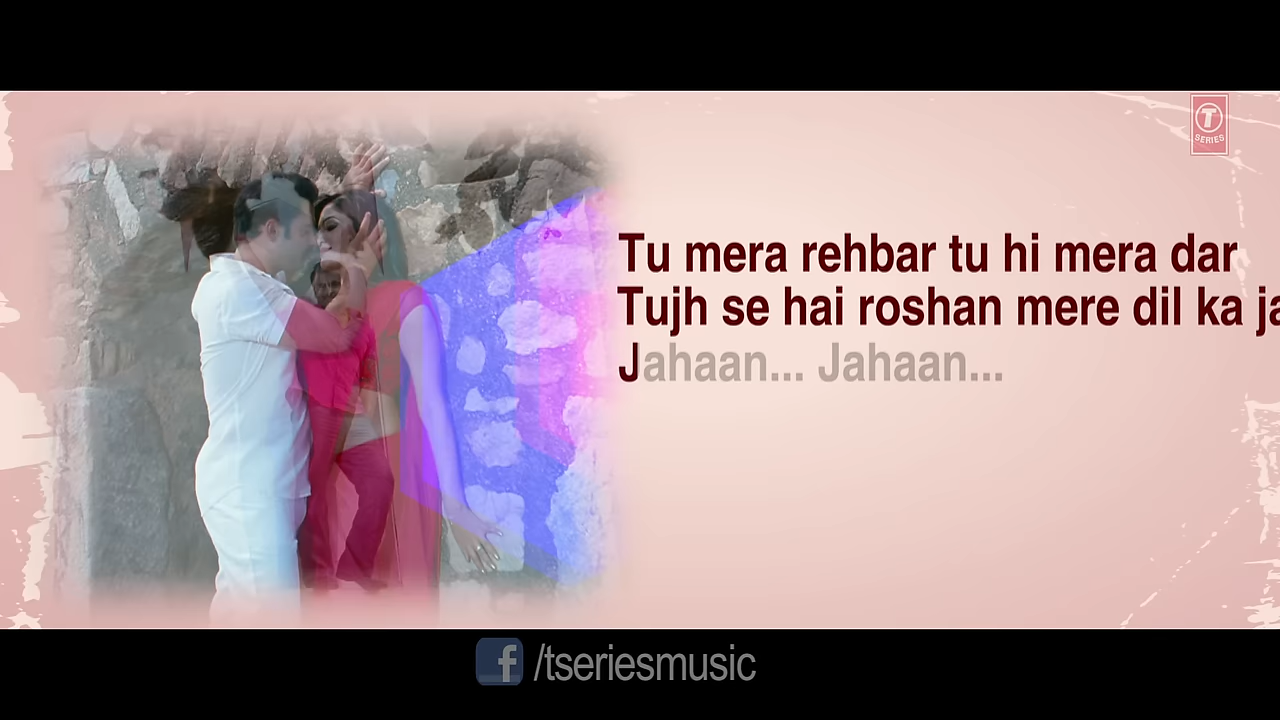 T
SERIES
Tu mera rehbar tu hi mera dar
Tujh se hai roshan mere dil ka
Jahaan... Jahaan...
f /tseriesmusic